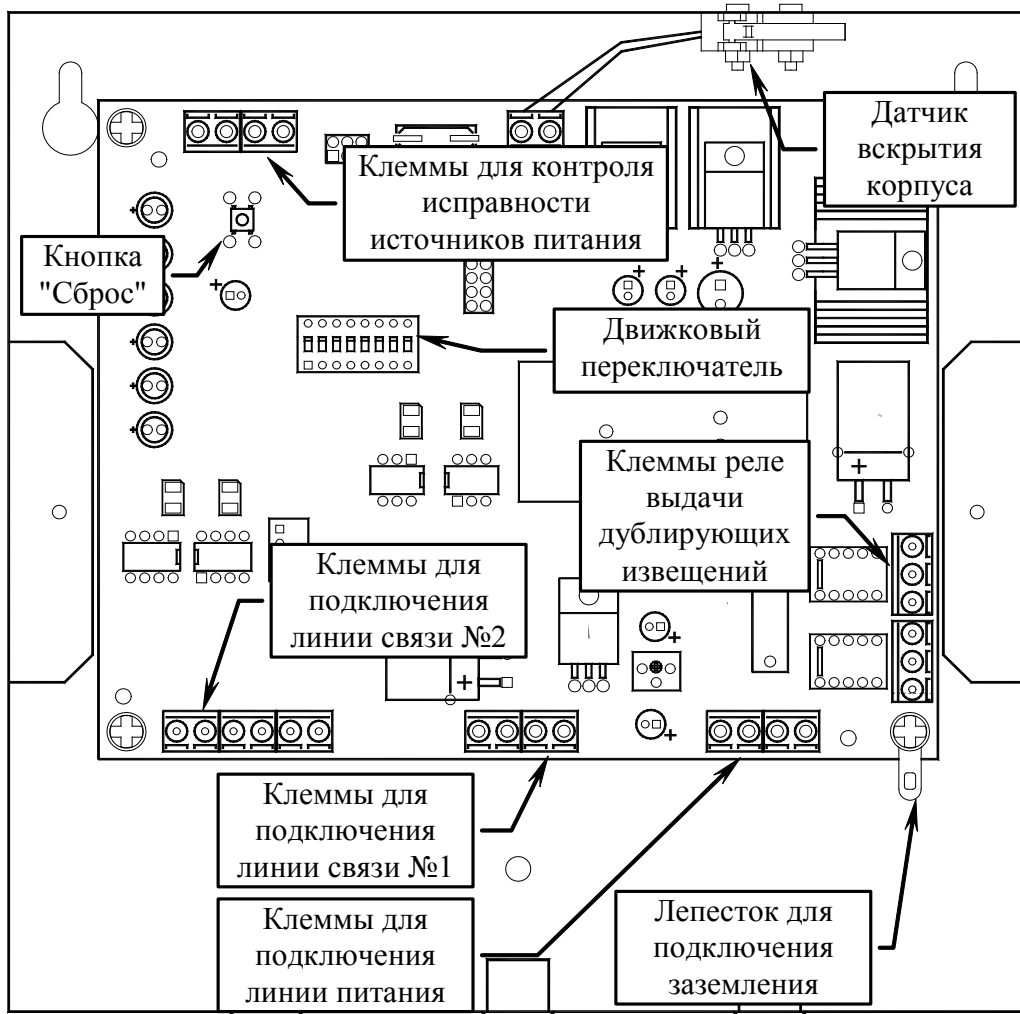 Датчик
вскрытия
корпуса
Клеммы для контроля
исправности
источников питания
Кнопка
"Сброс"
Движковый
переключатель
Клеммы реле
выдачи
дублирующих
извещений
Клеммы для
подключения
линии связи №2
Клеммы для
подключения
линии связи №1
Клеммы для
подключения
линии питания
Лепесток для
подключения
заземления